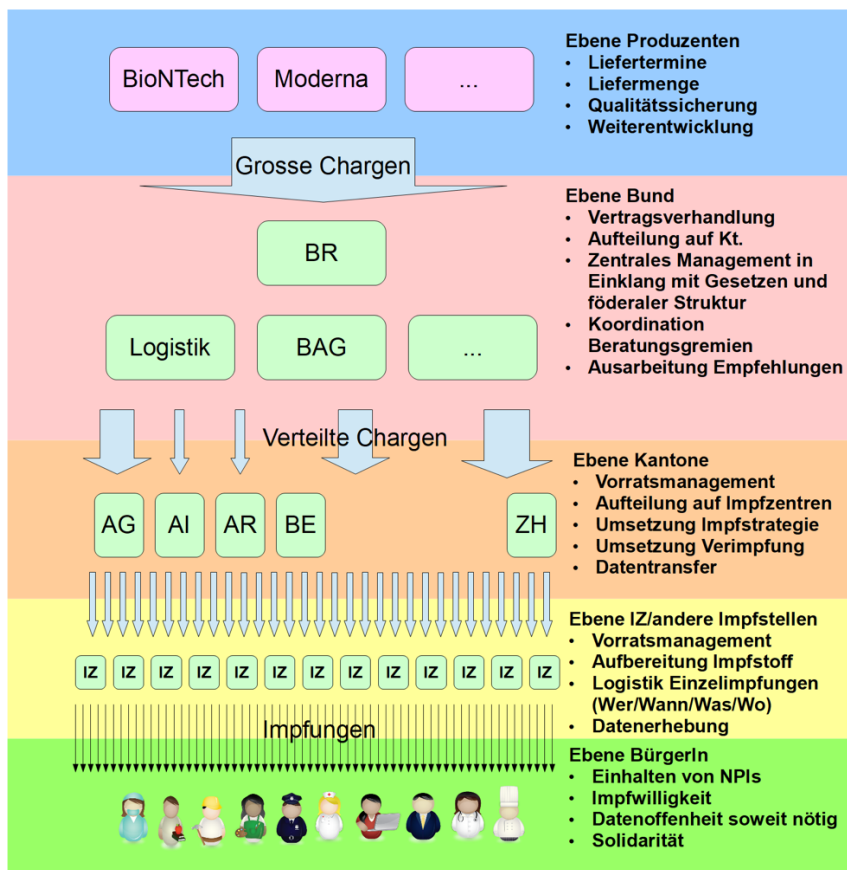 BioNTech
Moderna
...
Ebene Produzenten
• Liefertermine
• Liefermenge
• Qualitätssicherung
• Weiterentwicklung
Grosse Chargen
BR
Logistik
BAG
...
Ebene Bund
• Vertragsverhandlung
• Aufteilung auf Kt.
• Zentrales Management in
Einklang mit Gesetzen und
föderaler Struktur
• Koordination
Beratungsgremien
• Ausarbeitung Empfehlungen
Verteilte Chargen
AG
AI
AR
BE
ZH
Ebene Kantone
• Vorratsmanagement
• Aufteilung auf Impfzentren
• Umsetzung Impfstrategie
• Umsetzung Verimpfung
• Datentransfer
IZ
IZ
IZ
IZ
IZ
IZ
IZ
IZ
IZ
IZ
IZ
IZ
IZ
Ebene IZ/andere Impfstellen
• Vorratsmanagement
• Aufbereitung Impfstoff
• Logistik Einzelimpfungen
(Wer/Wann/Was/Wo)
• Datenerhebung
Impfungen
Ebene BürgerIn
• Einhalten von NPIs
• Impfwilligkeit
• Datenoffenheit soweit nötig
• Solidarität